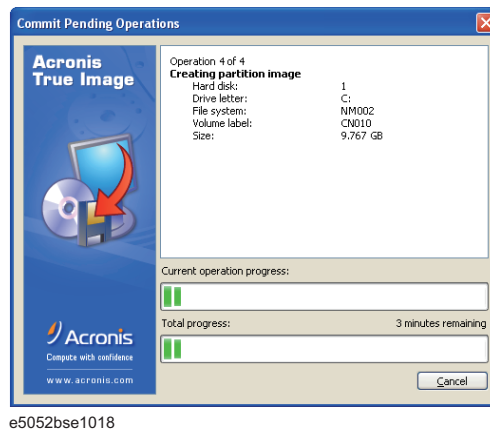 Commit Pending Operations
Acronis
True Image
Operation 4 of 4
Creating partition image
Hard disk: 1
Drive letter: C:
File system: NM002
Volume label: CN010
Size: 9.767 GB
Current operation progress:
Total progress: 3 minutes remaining
Acronis
Compute with confidence
www.acronis.com
Cancel
e5052bse1018